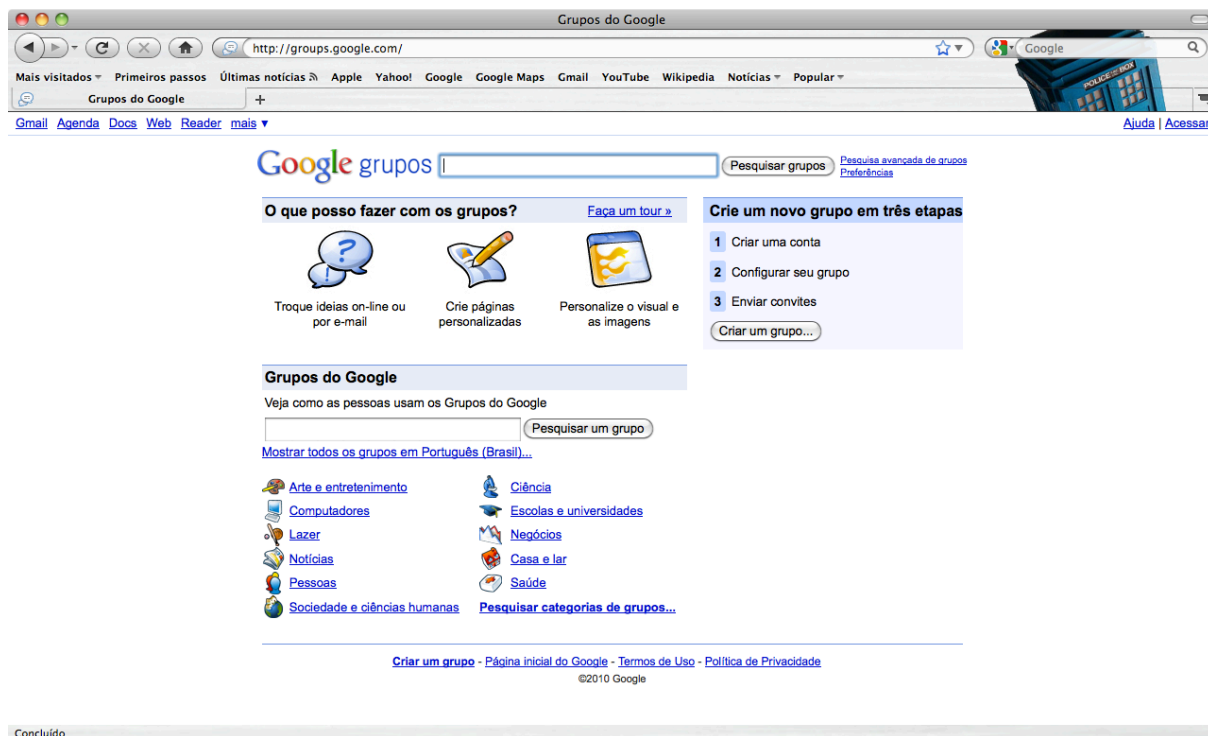 Grupos do Google
http://groups.google.com/
Google
Mais visitados Primeiros passos Últimas notícias Apple Yahoo! Google Google Maps Gmail YouTube Wikipedia Notícias Popular
POLICE BOX
Grupos do Google +
Gmail Agenda Docs Web Reader mais ▼ Ajuda | Acessar
Google grupos Pesquisar grupos Pesquisa avançada de grupos
Preferências
O que posso fazer com os grupos? Faça um tour »
Troque ideias on-line ou
por e-mail
Crie páginas
personalizadas
Personalize o visual e
as imagens
Crie um novo grupo em três etapas
1 Criar uma conta
2 Configurar seu grupo
3 Enviar convites
Criar um grupo...
Grupos do Google
Veja como as pessoas usam os Grupos do Google
Pesquisar um grupo
Mostrar todos os grupos em Português (Brasil)...
Arte e entretenimento Ciência
Computadores Escolas e universidades
Lazer Negócios
Notícias Casa e lar
Pessoas Saúde
Sociedade e ciências humanas Pesquisar categorias de grupos...
Criar um grupo - Página inicial do Google - Termos de Uso - Política de Privacidade
©2010 Google
Concluído